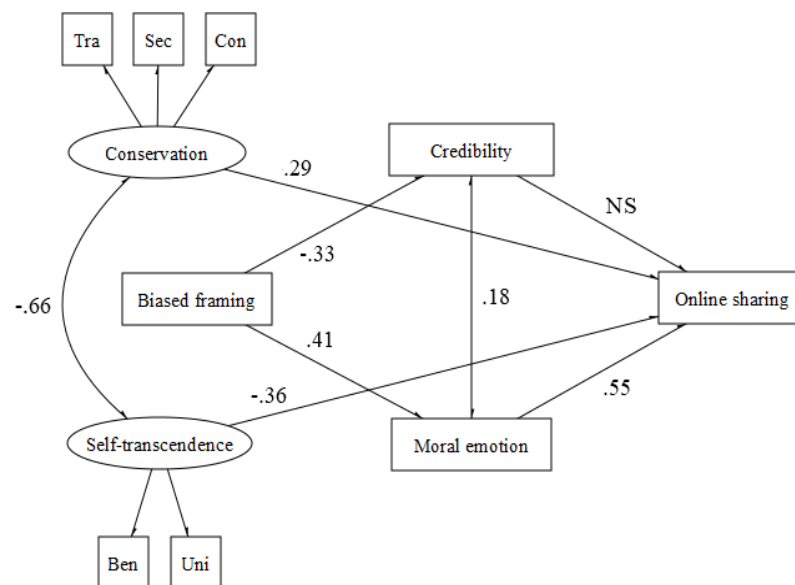 Tra
Sec
Con
Conservation
Credibility
.29
NS
-.33
Biased framing
Online sharing
-.66
.18
.41
-.36
.55
Self-transcendence
Moral emotion
Ben
Uni